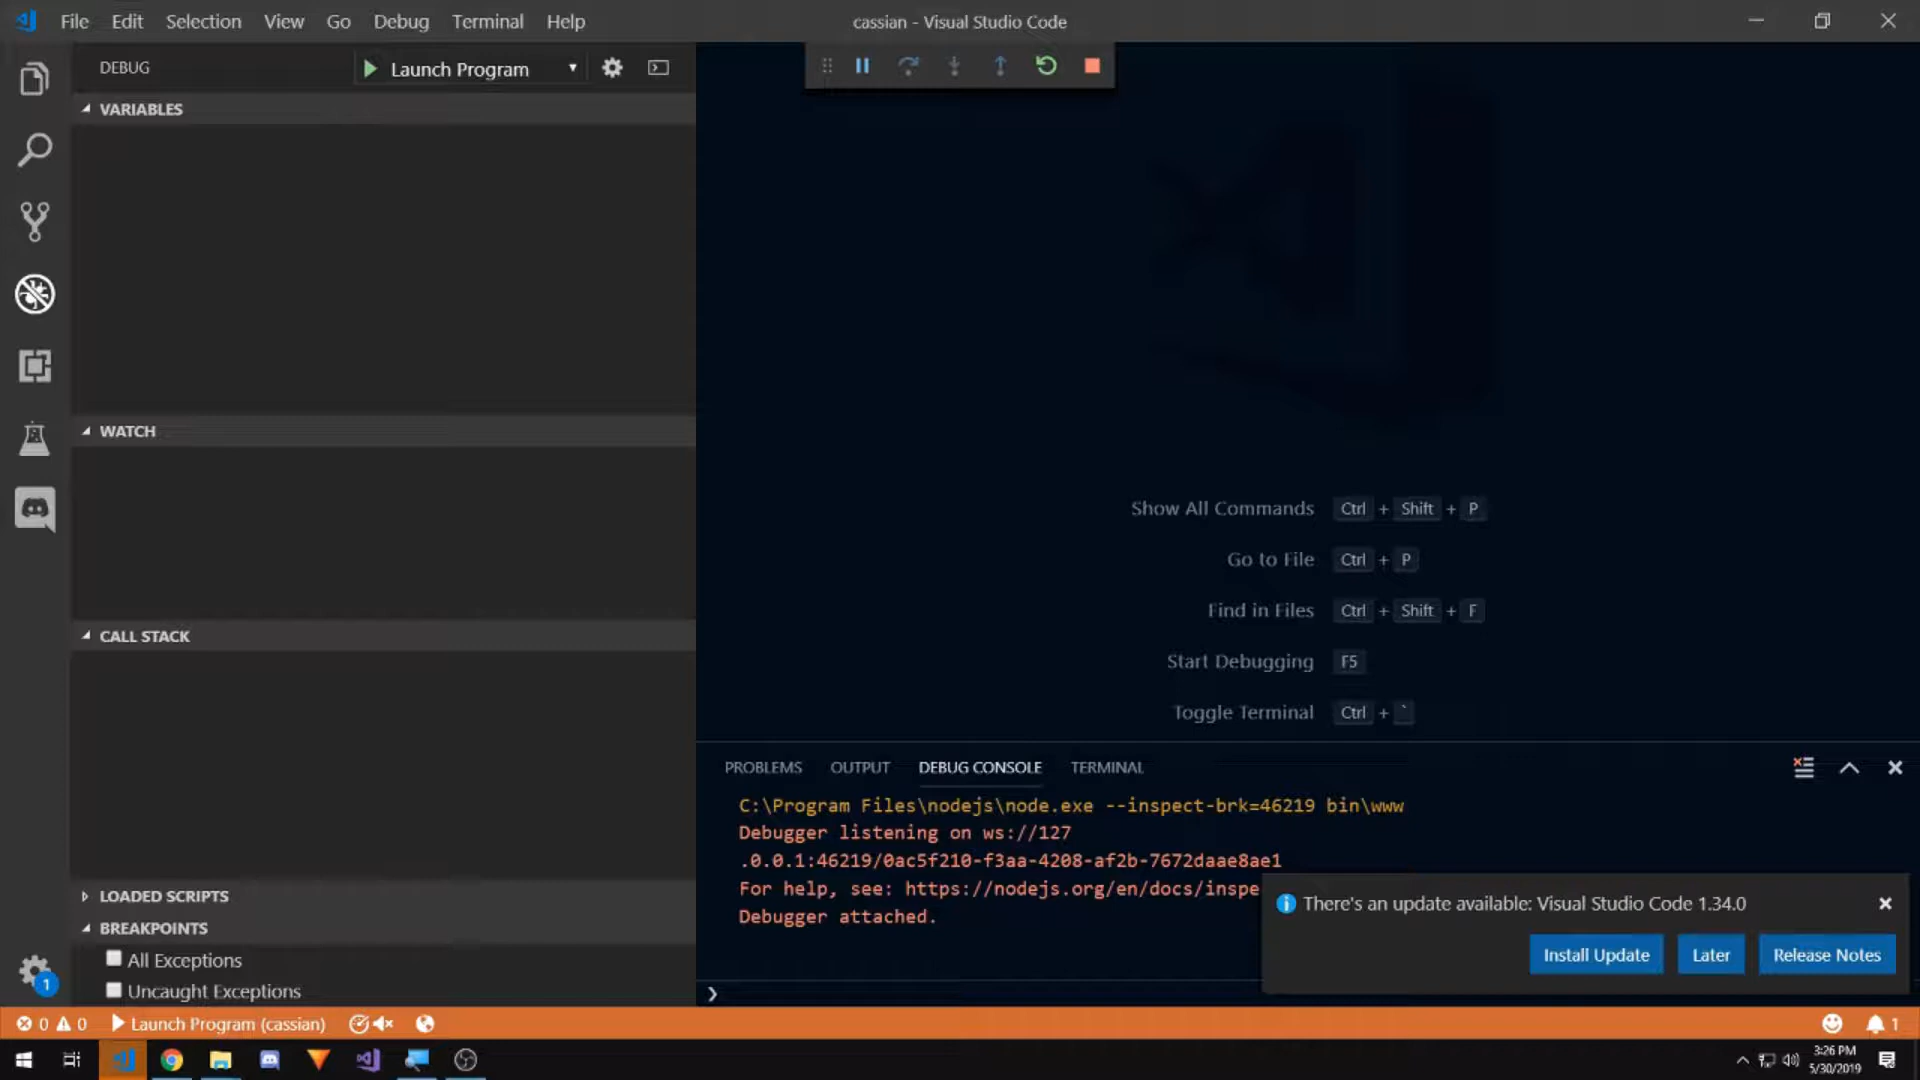 File Edit Selection View Go Debug Terminal Help
cassian - Visual Studio Code
DEBUG
Launch Program
VARIABLES
WATCH
CALL STACK
LOADED SCRIPTS
BREAKPOINTS
All Exceptions
Uncaught Exceptions
Show All Commands Ctrl + Shift + P
Go to File Ctrl + P
Find in Files Ctrl + Shift + F
Start Debugging F5
Toggle Terminal Ctrl + `
PROBLEMS OUTPUT DEBUG CONSOLE TERMINAL
C:\Program Files\nodejs\node.exe --inspect-brk=46219 bin\www
Debugger listening on ws://127
.0.0.1:46219/0ac5f210-f3aa-4208-af2b-7672daae8ae1
For help, see: https://nodejs.org/en/docs/inspe
Debugger attached.
There's an update available: Visual Studio Code 1.34.0
Install Update Later Release Notes
1
0 0 Launch Program (cassian) 1
3:26 PM
5/30/2019